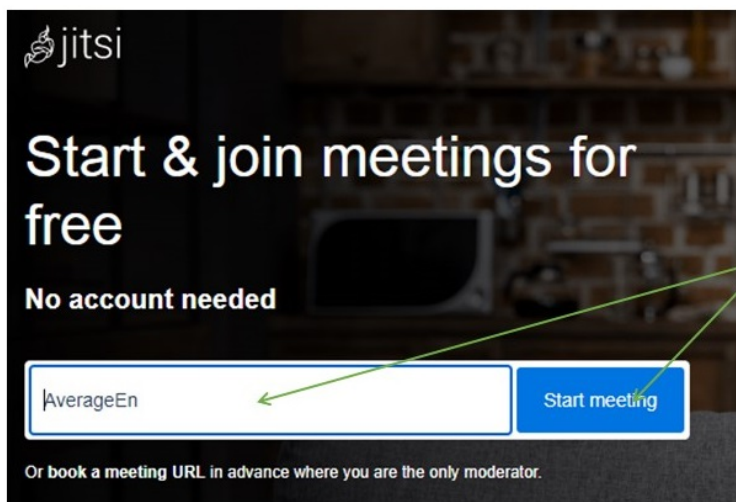 jitsi
Start & join meetings for
free
No account needed
AverageEn
Start meeting
Or book a meeting URL in advance where you are the only moderator.